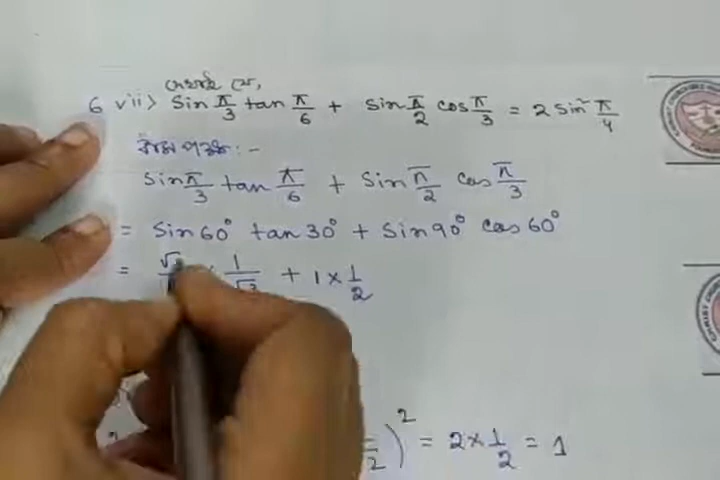 দেখাই যে,
6 vii> Sin π/3 tan π/6 + Sin π/2 cos π/3 = 2 Sin² π/4
বামপক্ষ :-
Sin π/3 tan π/6 + Sin π/2 cos π/3
= Sin 60° tan 30° + Sin 90° cos 60°
= 1/√3 + 1 × 1/2
)² = 2 × 1/2 = 1